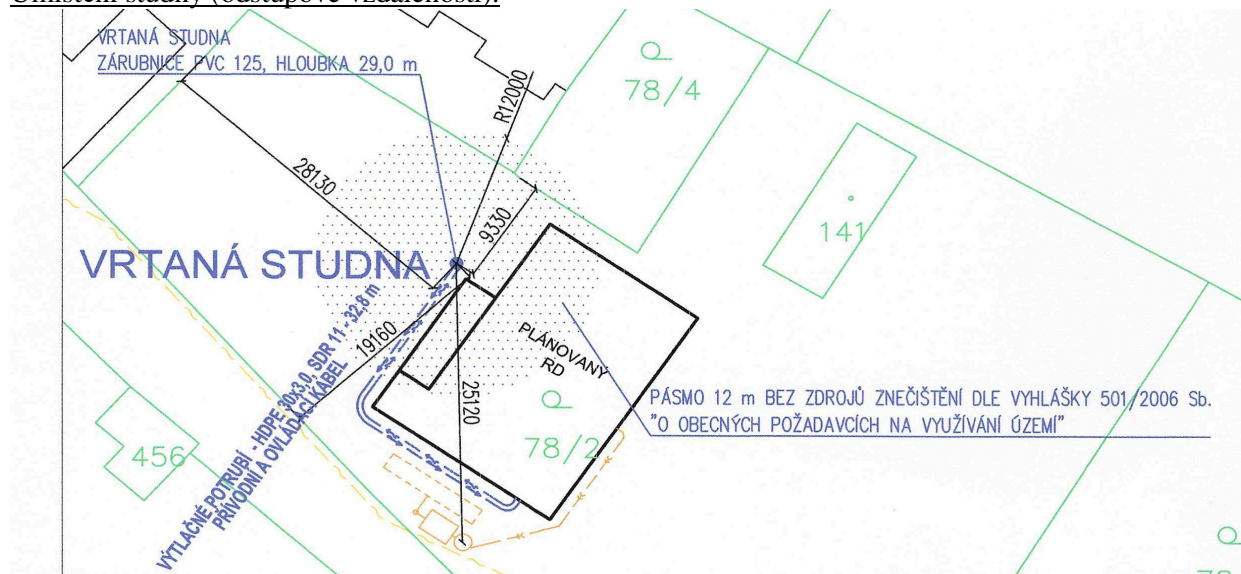 Umístění studny (odstupové vzdálenosti):
VRTANÁ STUDNA
ZÁRUBNICE PVC 125, HLOUBKA 29,0 m
R12000
78/4
28130
9330
141
VRTANÁ STUDNA
19160
PLÁNOVANÝ
RD
25120
PÁSMO 12 m BEZ ZDROJŮ ZNEČIŠTĚNÍ DLE VYHLÁŠKY 501/2006 Sb.
"O OBECNÝCH POŽADAVCÍCH NA VYUŽÍVÁNÍ ÚZEMÍ"
78/2
456
VÝTLAČNÉ POTRUBÍ - HDPE 30x3,0, SDR 11 - 32,8 m
PŘÍVODNÍ A OVLÁDACÍ KABEL